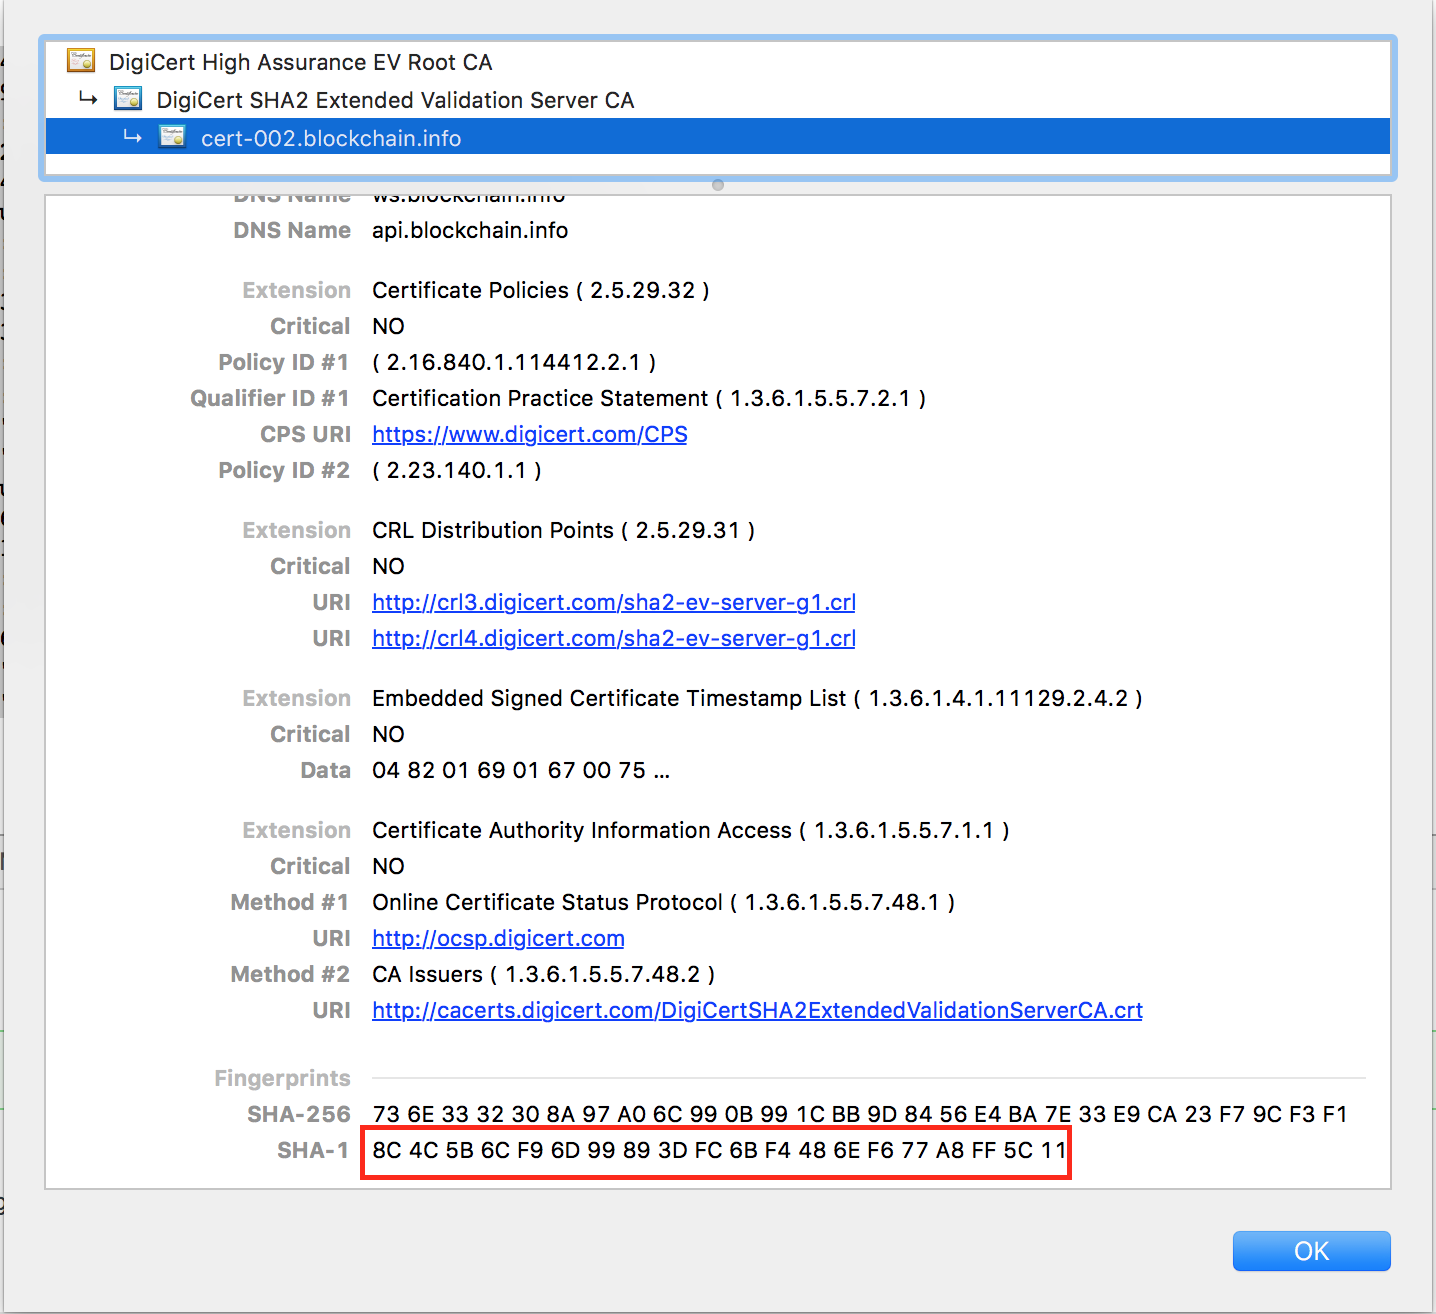 DigiCert High Assurance EV Root CA
DigiCert SHA2 Extended Validation Server CA
cert-002.blockchain.info
DNS Name ws.blockchain.info
DNS Name api.blockchain.info
Extension Certificate Policies ( 2.5.29.32 )
Critical NO
Policy ID #1 ( 2.16.840.1.114412.2.1 )
Qualifier ID #1 Certification Practice Statement ( 1.3.6.1.5.5.7.2.1 )
CPS URI https://www.digicert.com/CPS
Policy ID #2 ( 2.23.140.1.1 )
Extension CRL Distribution Points ( 2.5.29.31 )
Critical NO
URI http://crl3.digicert.com/sha2-ev-server-g1.crl
URI http://crl4.digicert.com/sha2-ev-server-g1.crl
Extension Embedded Signed Certificate Timestamp List ( 1.3.6.1.4.1.11129.2.4.2 )
Critical NO
Data 04 82 01 69 01 67 00 75 ...
Extension Certificate Authority Information Access ( 1.3.6.1.5.5.7.1.1 )
Critical NO
Method #1 Online Certificate Status Protocol ( 1.3.6.1.5.5.7.48.1 )
URI http://ocsp.digicert.com
Method #2 CA Issuers ( 1.3.6.1.5.5.7.48.2 )
URI http://cacerts.digicert.com/DigiCertSHA2ExtendedValidationServerCA.crt
Fingerprints
SHA-256 73 6E 33 32 30 8A 97 A0 6C 99 0B 99 1C BB 9D 84 56 E4 BA 7E 33 E9 CA 23 F7 9C F3 F1
SHA-1 8C 4C 5B 6C F9 6D 99 89 3D FC 6B F4 48 6E F6 77 A8 FF 5C 11
OK